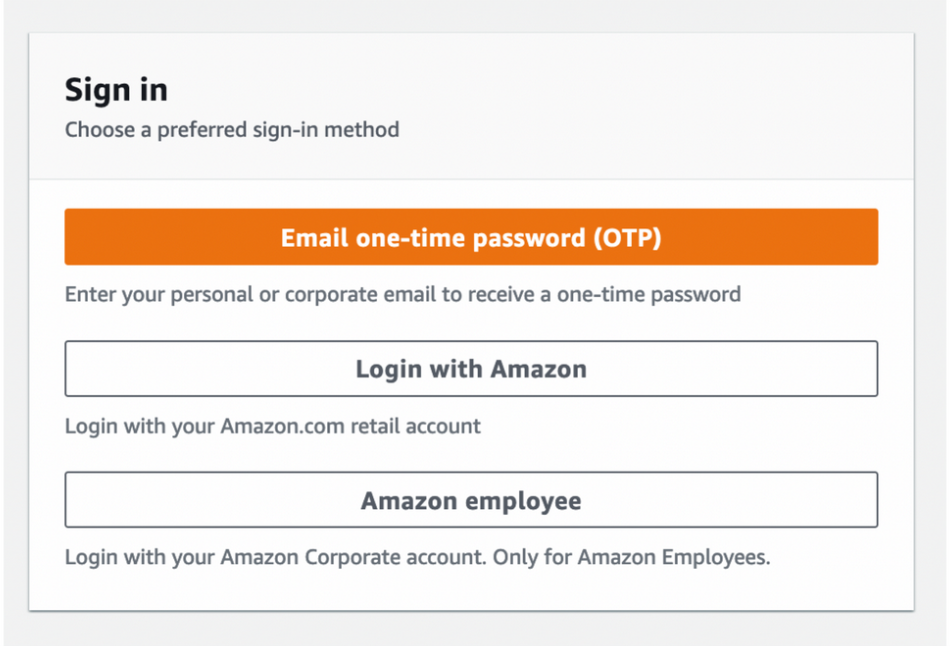 Sign in
Choose a preferred sign-in method
Email one-time password (OTP)
Enter your personal or corporate email to receive a one-time password
Login with Amazon
Login with your Amazon.com retail account
Amazon employee
Login with your Amazon Corporate account. Only for Amazon Employees.